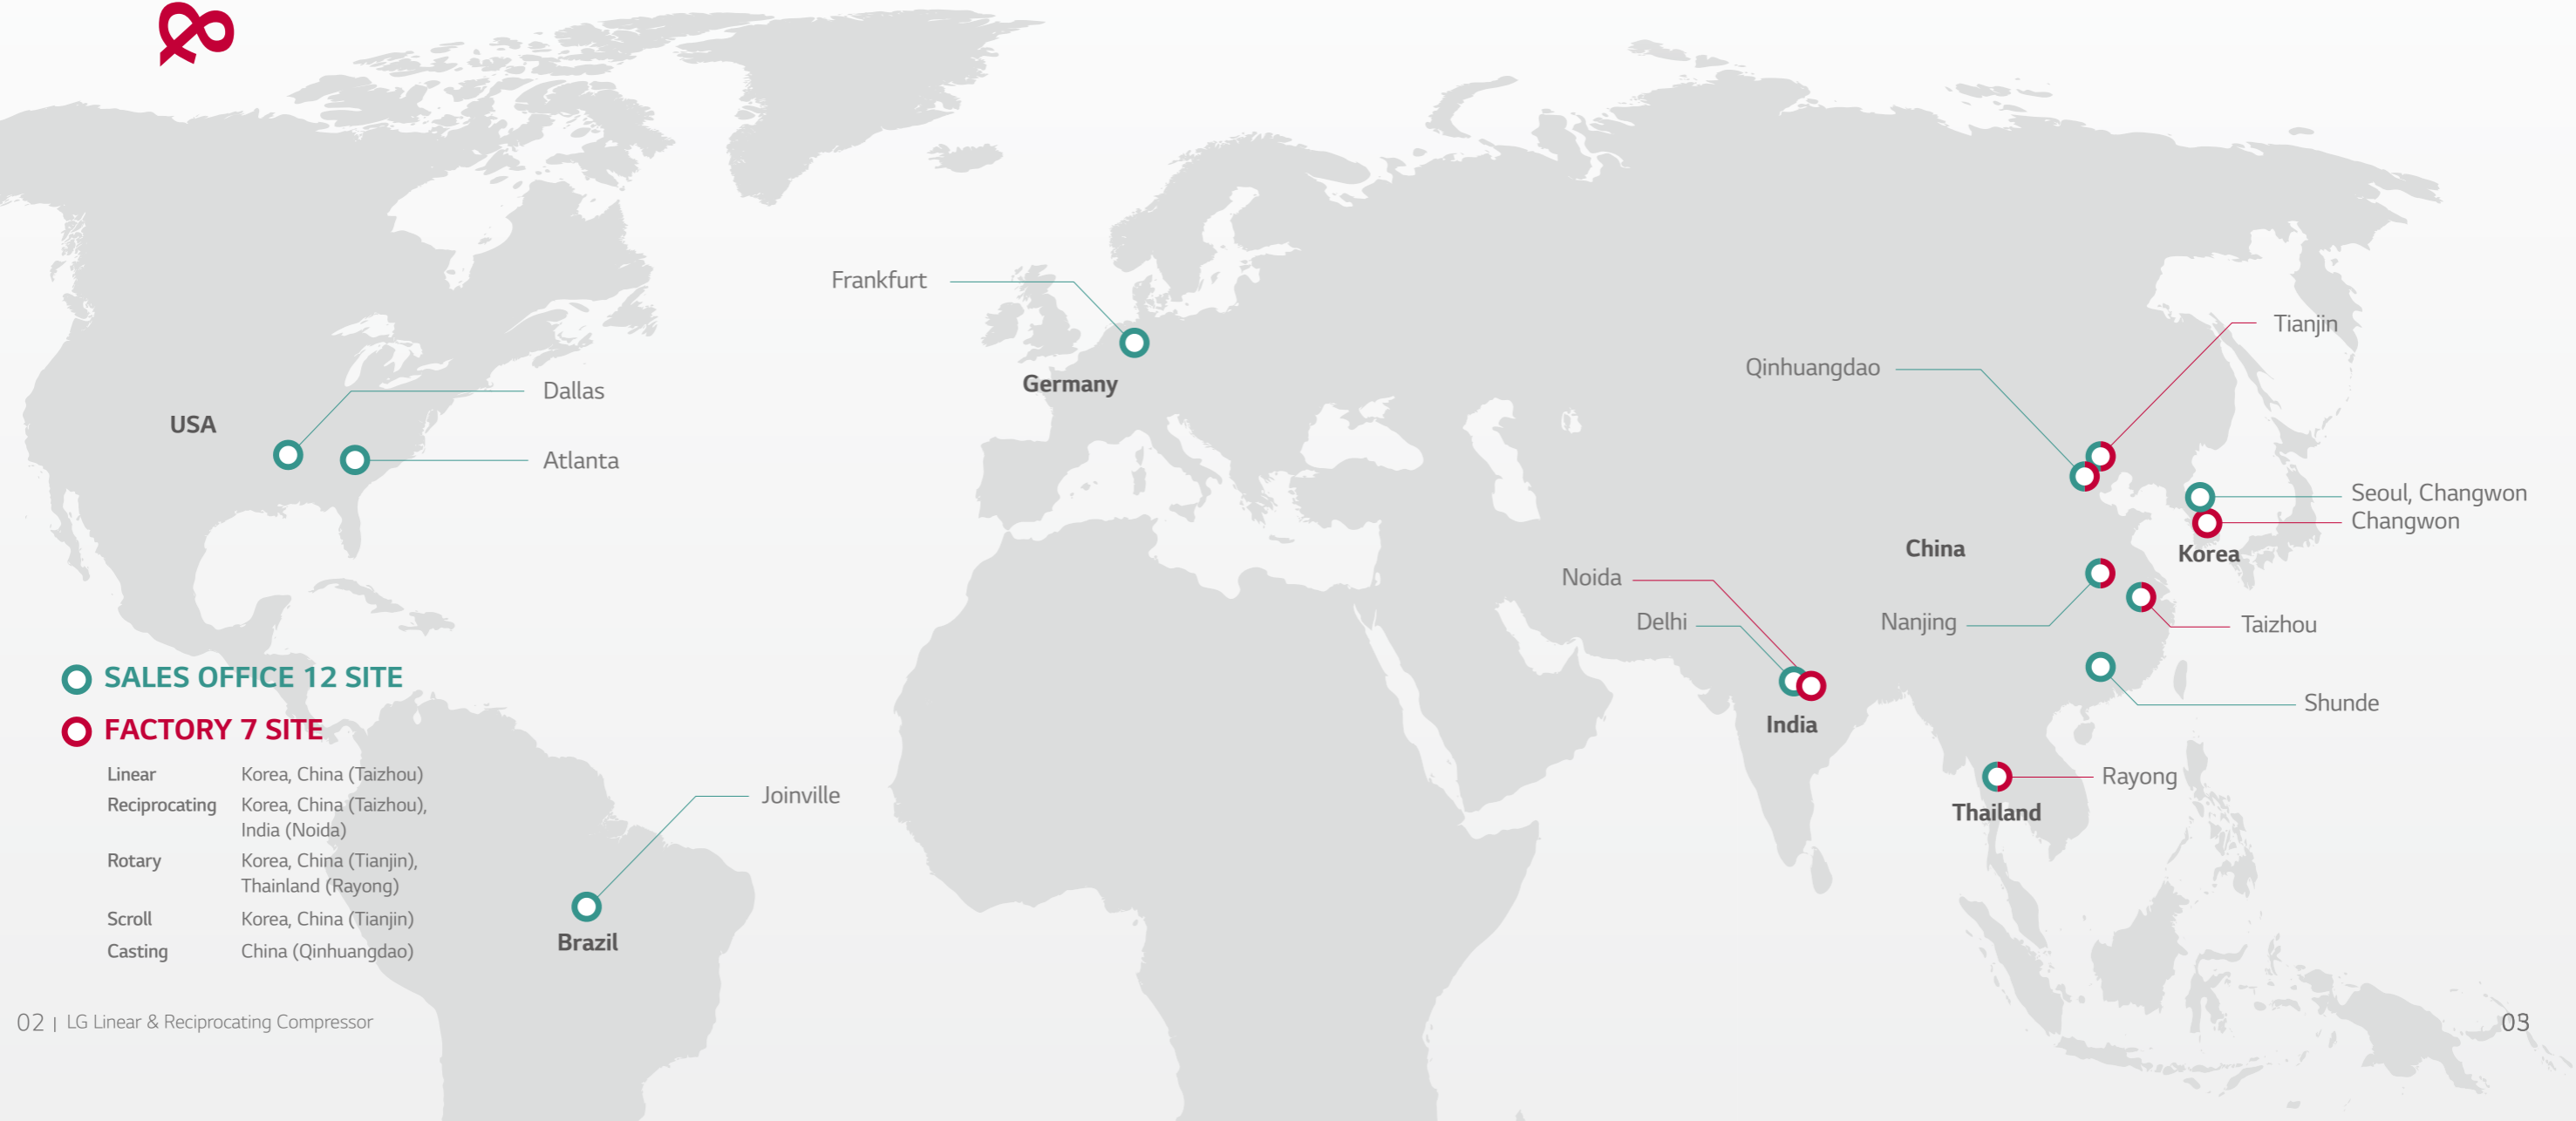 Frankfurt
Germany
Dallas
USA
Atlanta
Tianjin
Qinhuangdao
Seoul, Changwon
Changwon
Korea
China
Noida
Delhi
India
Nanjing
Taizhou
Shunde
Rayong
Thailand
Joinville
Brazil
SALES OFFICE 12 SITE
FACTORY 7 SITE
Linear Korea, China (Taizhou)
Reciprocating Korea, China (Taizhou),
India (Noida)
Rotary Korea, China (Tianjin),
Thainland (Rayong)
Scroll Korea, China (Tianjin)
Casting China (Qinhuangdao)
02 | LG Linear & Reciprocating Compressor
03